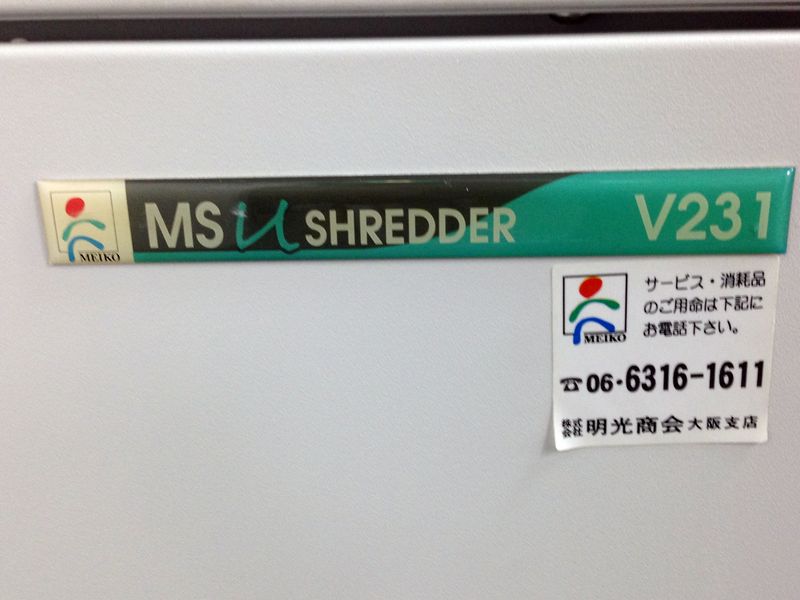 MEIKO
MS U SHREDDER V231
MEIKO
サービス・消耗品
のご用命は下記に
お電話下さい。
☎06・6316-1611
株式会社 明光商会 大阪支店